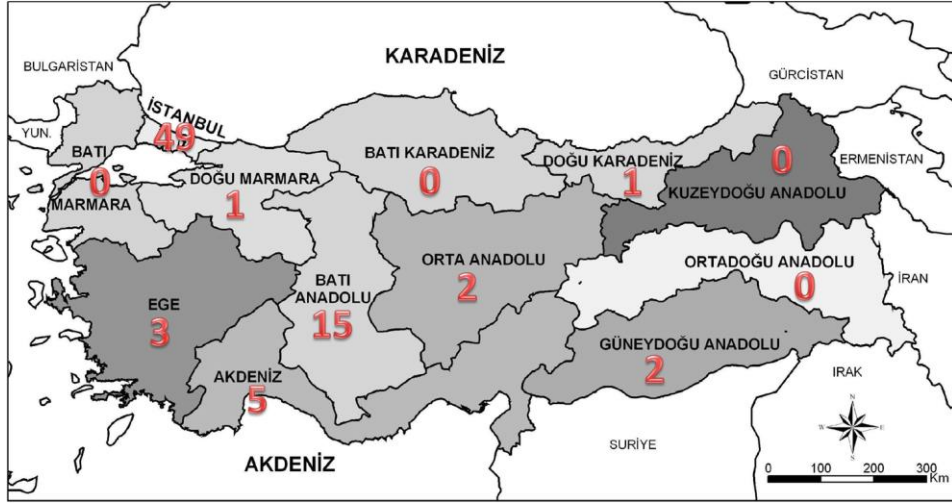 KARADENİZ
BULGARİSTAN
GÜRCİSTAN
YUN.
İSTANBUL
49
BATI
0
MARMARA
DOĞU MARMARA
1
BATI KARADENİZ
0
DOĞU KARADENİZ
1
0
KUZEYDOĞU ANADOLU
ERMENİSTAN
EGE
3
BATI
ANADOLU
15
ORTA ANADOLU
2
ORTADOĞU ANADOLU
0
İRAN
AKDENİZ
5
GÜNEYDOĞU ANADOLU
2
IRAK
SURİYE
AKDENİZ
N
W E
S
0 100 200 300
Km